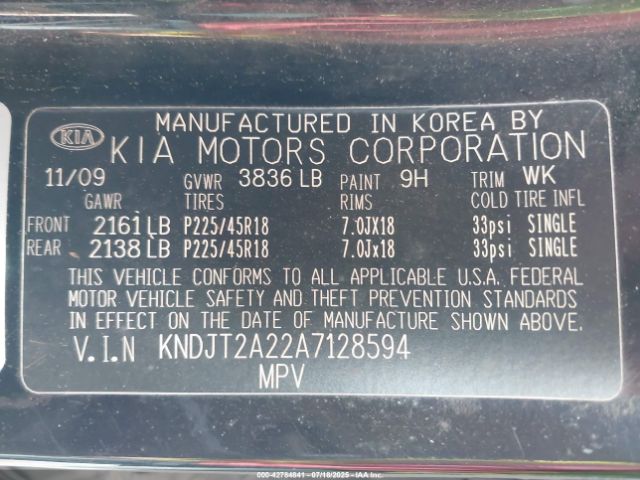 MANUFACTURED IN KOREA BY
KIA KIA MOTORS CORPORATION
11/09 GVWR 3836 LB PAINT 9H TRIM WK
GAWR TIRES RIMS COLD TIRE INFL
FRONT 2161 LB P225/45R18 7.0JX18 33psi SINGLE
REAR 2138 LB P225/45R18 7.0Jx18 33psi SINGLE
THIS VEHICLE CONFORMS TO ALL APPLICABLE U.S.A. FEDERAL
MOTOR VEHICLE SAFETY AND THEFT PREVENTION STANDARDS
IN EFFECT ON THE DATE OF MANUFACTURE SHOWN ABOVE.
V.I.N KNDJT2A22A7128594
MPV
000-42784841 / 07/18/2025 - IAA, Inc.